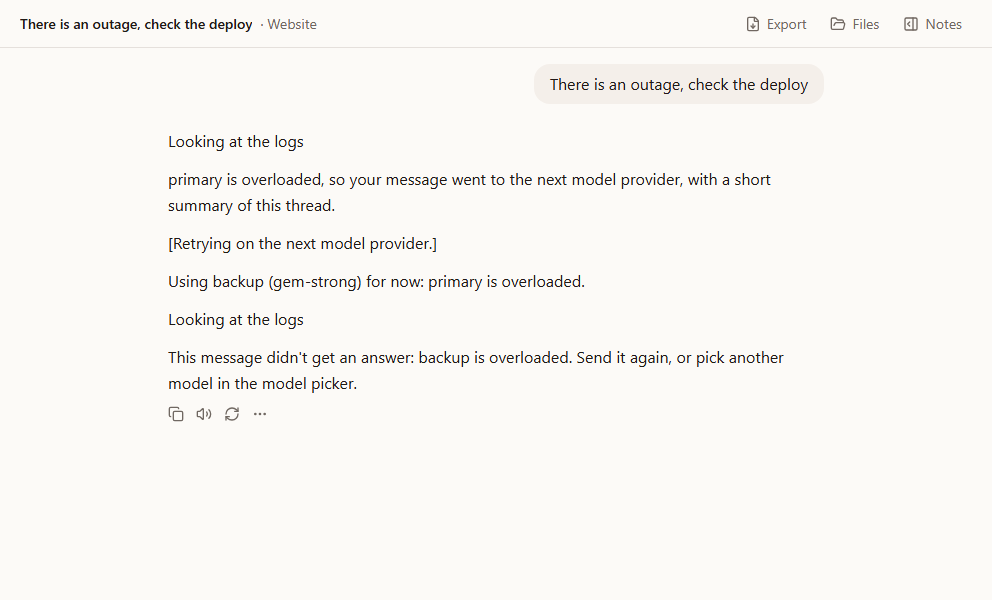 There is an outage, check the deploy · Website
Export
Files
Notes
There is an outage, check the deploy
Looking at the logs
primary is overloaded, so your message went to the next model provider, with a short
summary of this thread.
[Retrying on the next model provider.]
Using backup (gem-strong) for now: primary is overloaded.
Looking at the logs
This message didn't get an answer: backup is overloaded. Send it again, or pick another
model in the model picker.